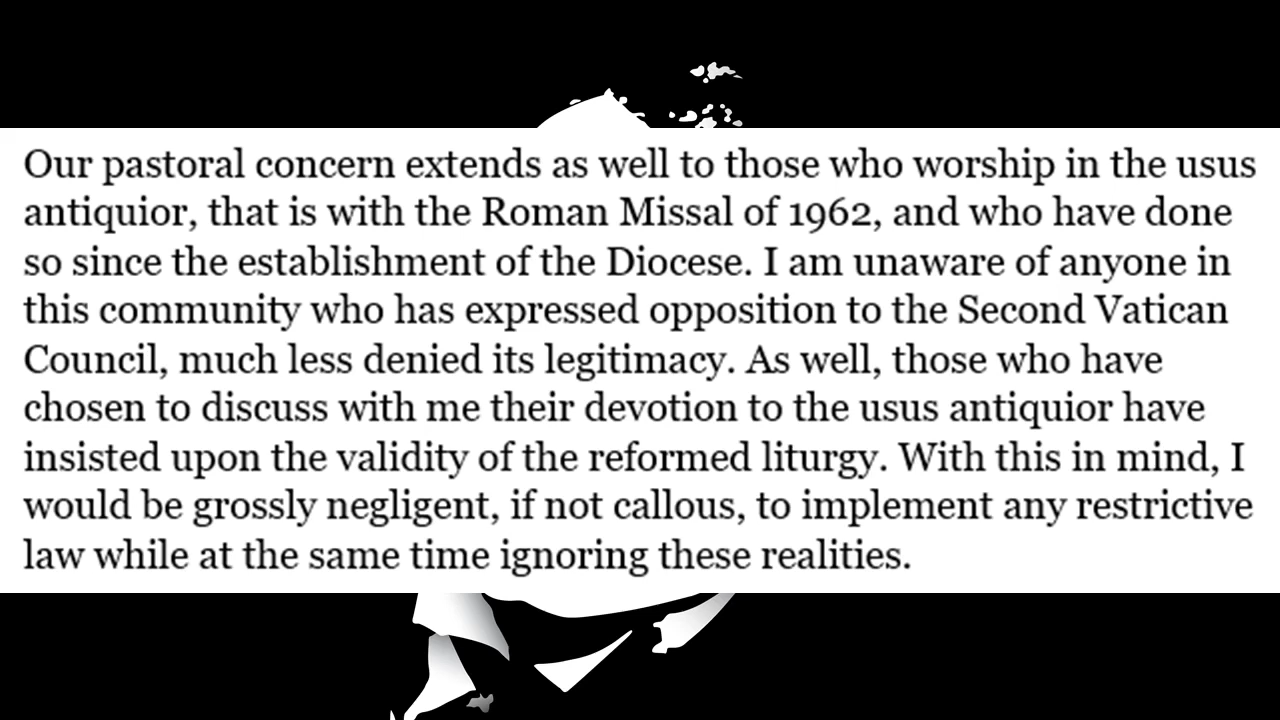 Our pastoral concern extends as well to those who worship in the usus
antiquior, that is with the Roman Missal of 1962, and who have done
so since the establishment of the Diocese. I am unaware of anyone in
this community who has expressed opposition to the Second Vatican
Council, much less denied its legitimacy. As well, those who have
chosen to discuss with me their devotion to the usus antiquior have
insisted upon the validity of the reformed liturgy. With this in mind, I
would be grossly negligent, if not callous, to implement any restrictive
law while at the same time ignoring these realities.